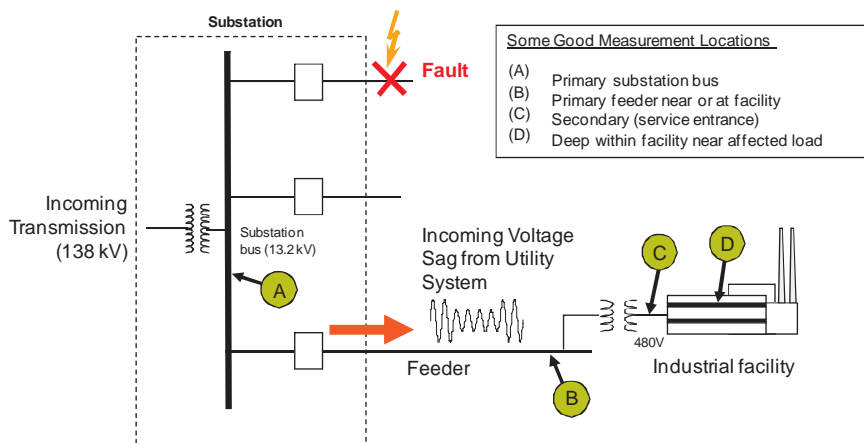 Substation
Fault
Some Good Measurement Locations
(A) Primary substation bus
(B) Primary feeder near or at facility
(C) Secondary (service entrance)
(D) Deep within facility near affected load
Incoming
Transmission
(138 kV)
Substation
bus (13.2 kV)
A
Incoming Voltage
Sag from Utility
System
C
D
480V
Feeder
Industrial facility
B